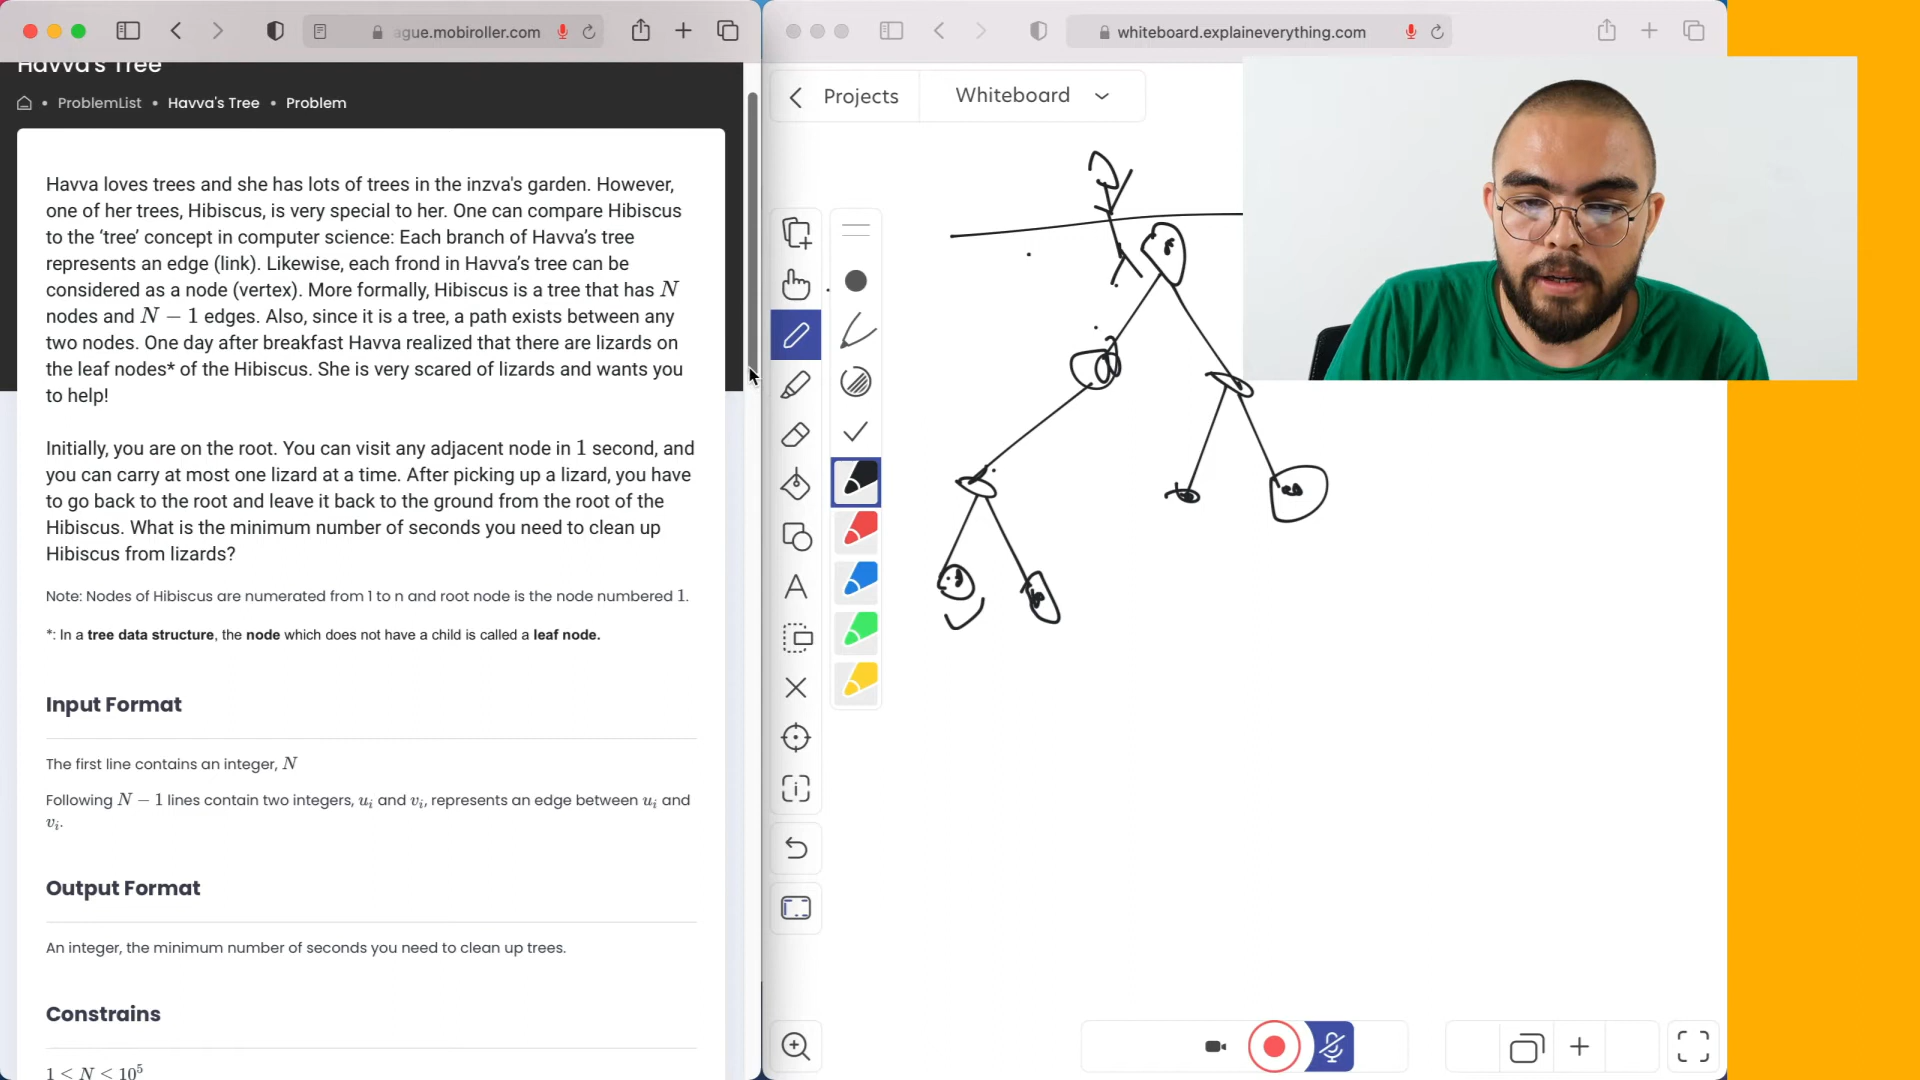 ague.mobiroller.com
whiteboard.explaineverything.com
Havva's Tree
ProblemList • Havva's Tree • Problem
Projects
Whiteboard
Havva loves trees and she has lots of trees in the inzva's garden. However,
one of her trees, Hibiscus, is very special to her. One can compare Hibiscus
to the ‘tree’ concept in computer science: Each branch of Havva’s tree
represents an edge (link). Likewise, each frond in Havva’s tree can be
considered as a node (vertex). More formally, Hibiscus is a tree that has N
nodes and N − 1 edges. Also, since it is a tree, a path exists between any
two nodes. One day after breakfast Havva realized that there are lizards on
the leaf nodes* of the Hibiscus. She is very scared of lizards and wants you
to help!
Initially, you are on the root. You can visit any adjacent node in 1 second, and
you can carry at most one lizard at a time. After picking up a lizard, you have
to go back to the root and leave it back to the ground from the root of the
Hibiscus. What is the minimum number of seconds you need to clean up
Hibiscus from lizards?
Note: Nodes of Hibiscus are numerated from 1 to n and root node is the node numbered 1.
*: In a tree data structure, the node which does not have a child is called a leaf node.
Input Format
The first line contains an integer, N
Following N − 1 lines contain two integers, uᵢ and vᵢ, represents an edge between uᵢ and
vᵢ.
Output Format
An integer, the minimum number of seconds you need to clean up trees.
Constrains
1 < N < 10⁵